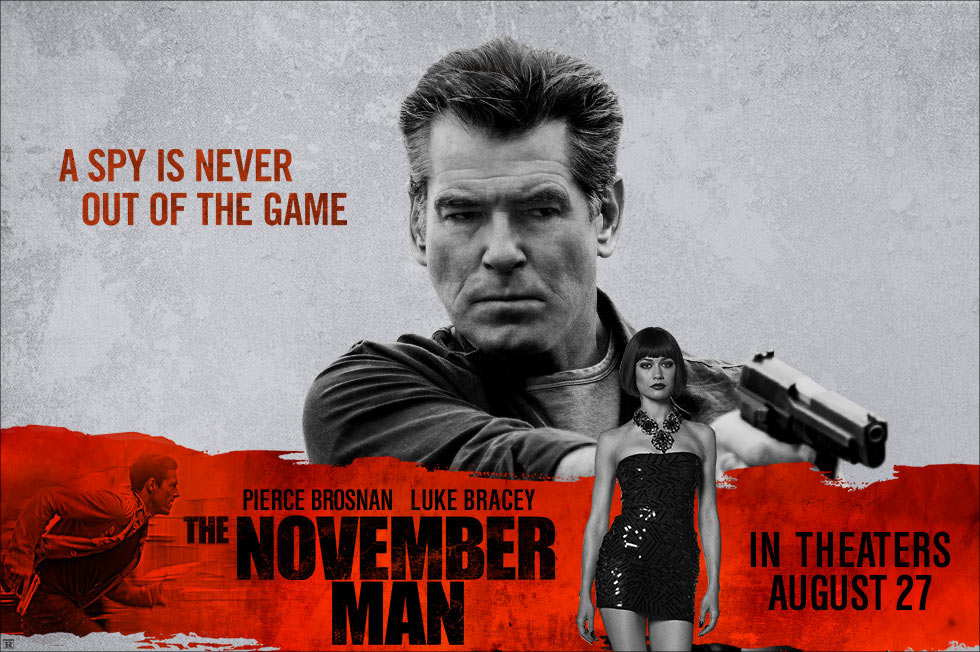 A SPY IS NEVER
OUT OF THE GAME
PIERCE BROSNAN LUKE BRACEY
THE NOVEMBER
MAN
IN THEATERS
AUGUST 27
R